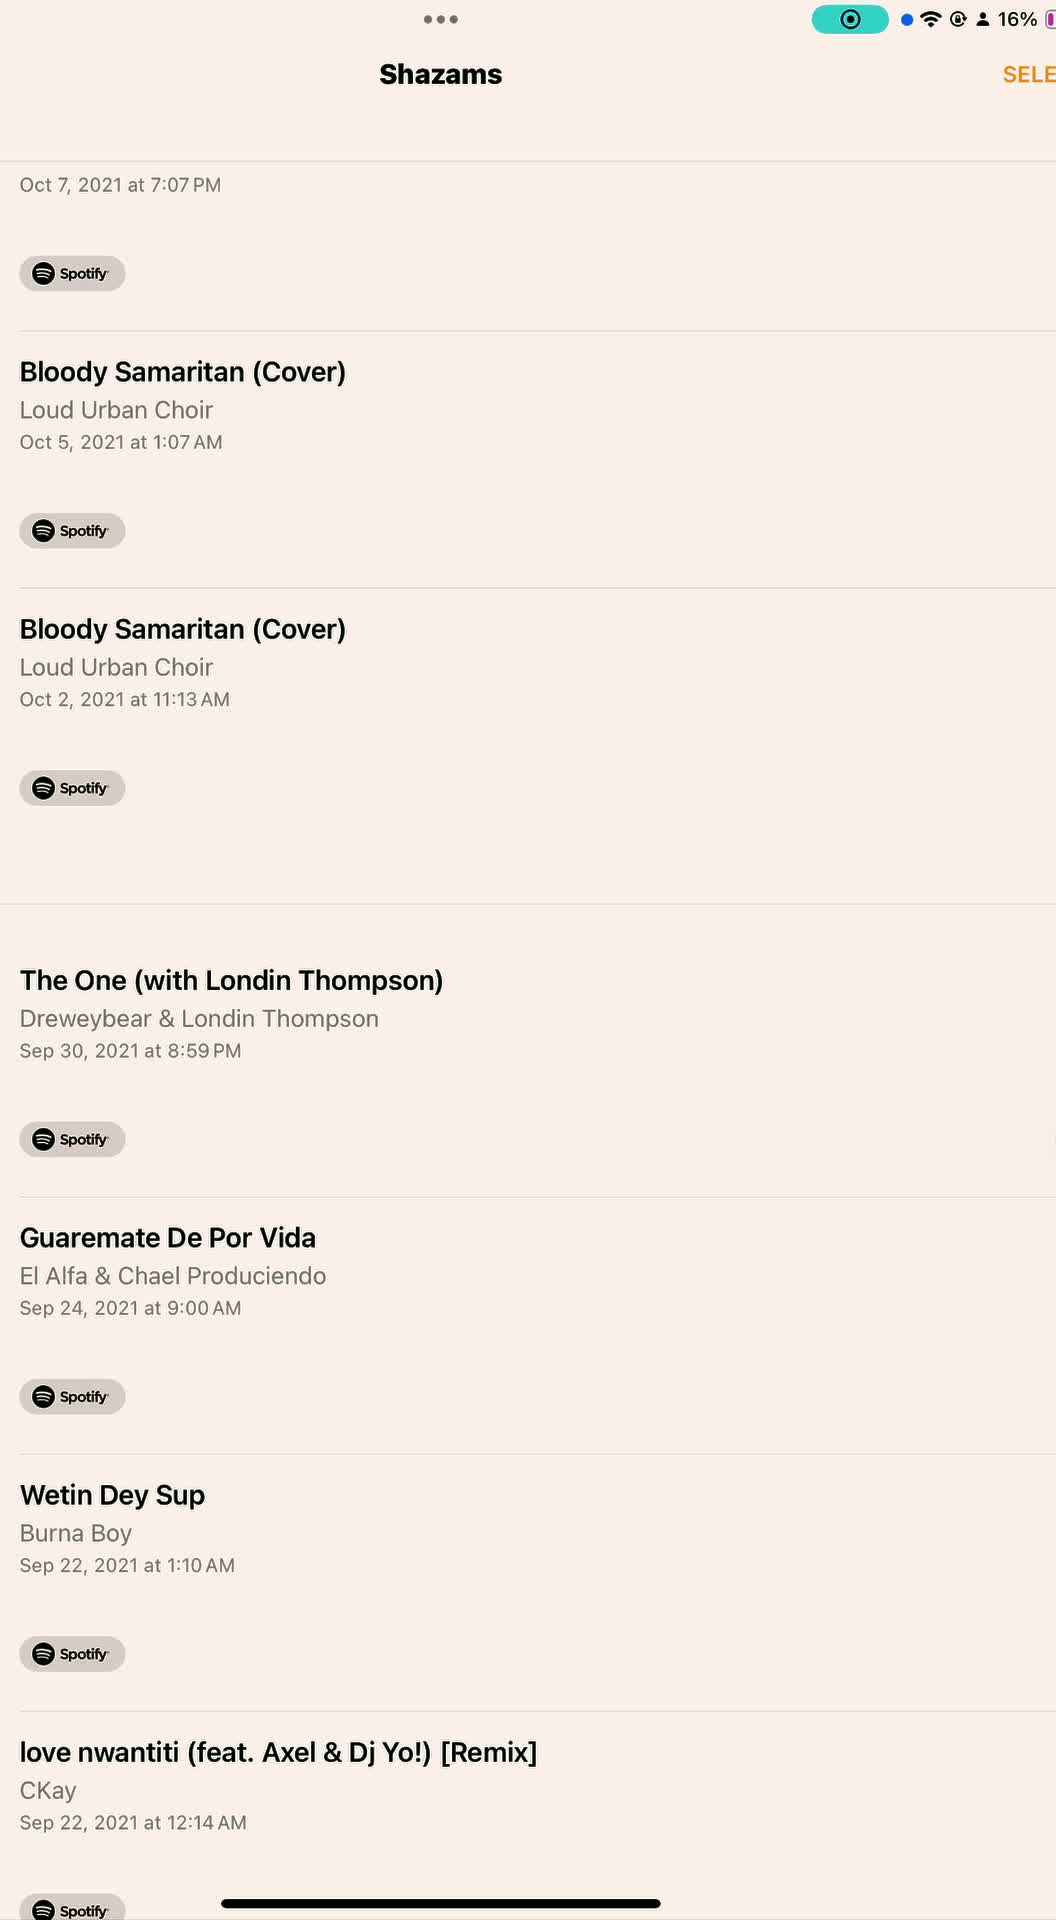 16%
Shazams
SELE
Oct 7, 2021 at 7:07 PM
Spotify
Bloody Samaritan (Cover)
Loud Urban Choir
Oct 5, 2021 at 1:07 AM
Spotify
Bloody Samaritan (Cover)
Loud Urban Choir
Oct 2, 2021 at 11:13 AM
Spotify
The One (with Londin Thompson)
Dreweybear & Londin Thompson
Sep 30, 2021 at 8:59 PM
Spotify
Guaremate De Por Vida
El Alfa & Chael Produciendo
Sep 24, 2021 at 9:00 AM
Spotify
Wetin Dey Sup
Burna Boy
Sep 22, 2021 at 1:10 AM
Spotify
love nwantiti (feat. Axel & Dj Yo!) [Remix]
CKay
Sep 22, 2021 at 12:14 AM
Spotify